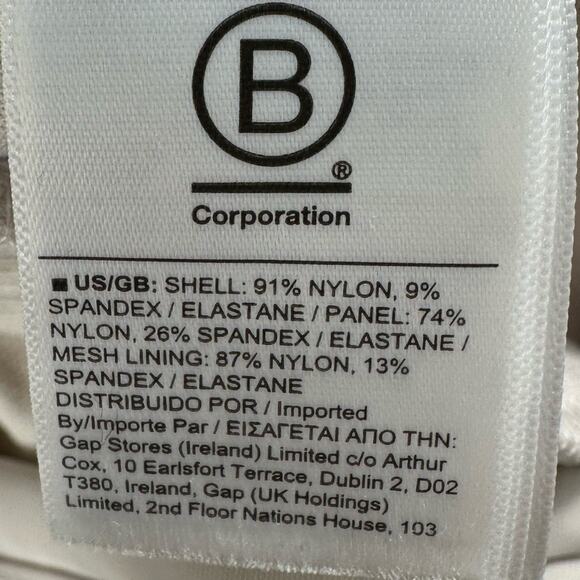 B
®
Corporation
■ US/GB: SHELL: 91% NYLON, 9%
SPANDEX / ELASTANE / PANEL: 74%
NYLON, 26% SPANDEX / ELASTANE /
MESH LINING: 87% NYLON, 13%
SPANDEX / ELASTANE
DISTRIBUIDO POR / Imported
By/Importe Par / ΕΙΣΑΓΕΤΑΙ ΑΠΟ ΤΗΝ:
Gap Stores (Ireland) Limited c/o Arthur
Cox, 10 Earlsfort Terrace, Dublin 2, D02
T380, Ireland, Gap (UK Holdings)
Limited, 2nd Floor Nations House, 103